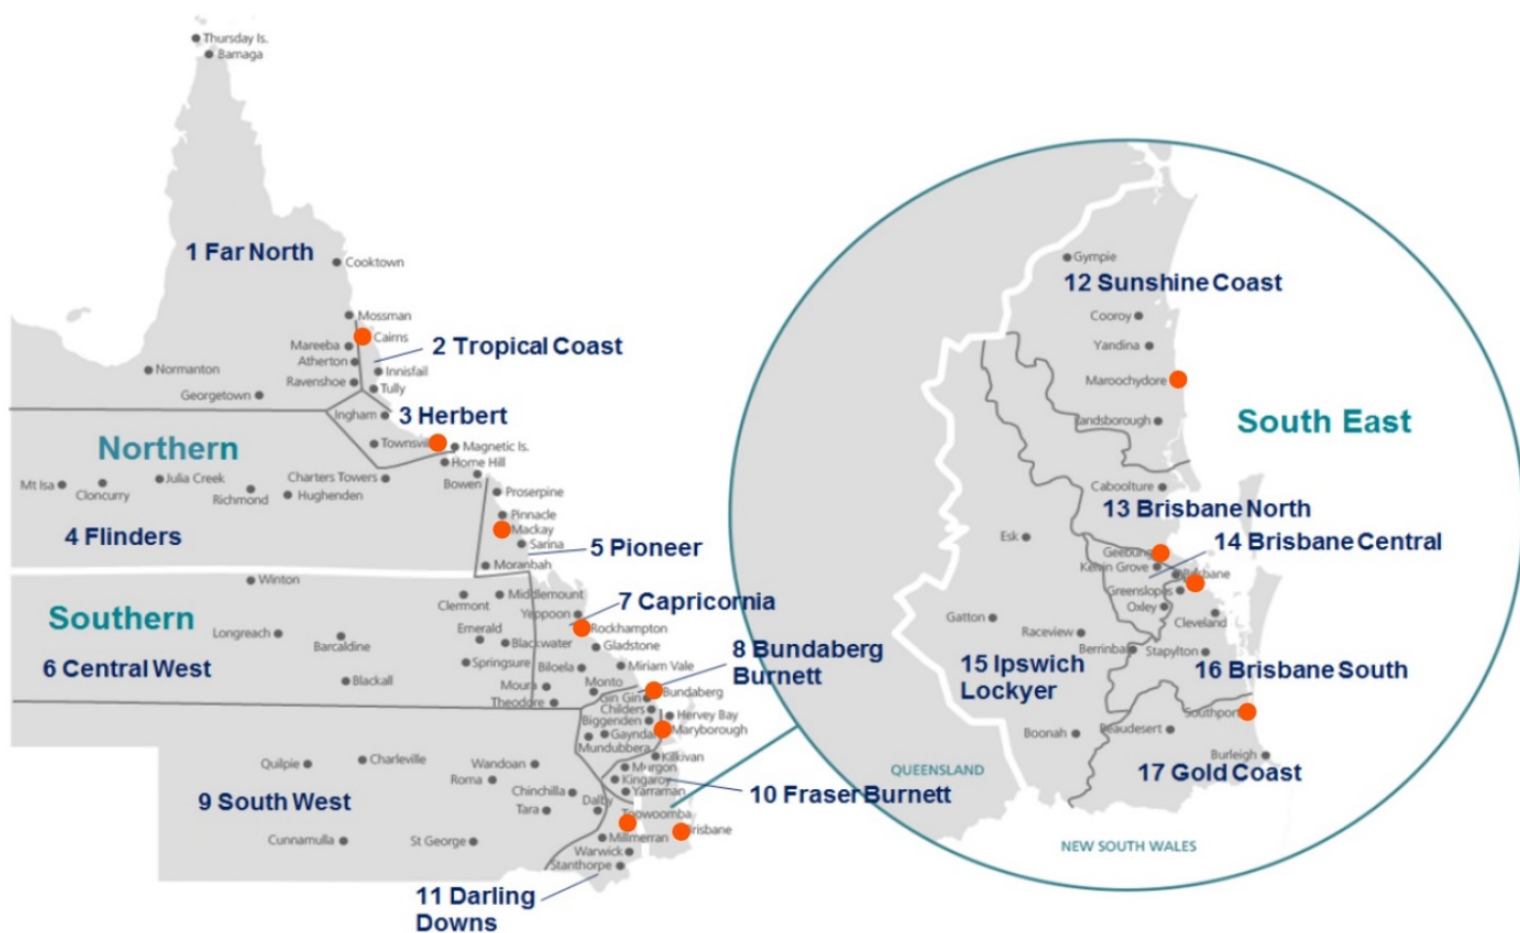 Thursday Is.
Bamaga
1 Far North
Cooktown
Mossman
Cairns
Mareeba
2 Tropical Coast
Atherton
Innisfail
Normanton
Ravenshoe
Tully
Georgetown
Ingham
3 Herbert
Northern
Townsvil
Magnetic Is.
Home Hill
Mt Isa
Cloncurry
Julia Creek
Richmond
Hughenden
Charters Towers
Bowen
Proserpine
Pinnacle
Mackay
4 Flinders
Sarina
5 Pioneer
Moranbah
Winton
Clermont
Middlemount
7 Capricornia
Southern
Yeppoon
Longreach
Barcaldine
Emerald
Rockhampton
Blackwater
Gladstone
8 Bundaberg
Burnett
6 Central West
Springsure
Biloela
Miriam Vale
Blackall
Moura
Monto
Theodore
Gin Gin
Bundaberg
Childers
Hervey Bay
Biggenden
Maryborough
Gayndah
Mundubbera
Quilpie
Charleville
Wandoan
Kilkivan
Murgon
Roma
Kingaroy
Chinchilla
Yarraman
10 Fraser Burnett
9 South West
Tara
Dalby
Toowoomba
Brisbane
Cunnamulla
St George
Millmerran
Warwick
Stanthorpe
11 Darling
Downs
Gympie
12 Sunshine Coast
Cooroy
Yandina
Maroochydore
South East
landsborough
Caboolture
13 Brisbane North
Esk
14 Brisbane Central
Geebung
Kelvin Grove
Brisbane
Greenslopes
Oxley
Gatton
Cleveland
Raceview
Berrinba
Stapylton
15 Ipswich
Lockyer
16 Brisbane South
Southport
Boonah
Beaudesert
Burleigh
QUEENSLAND
17 Gold Coast
NEW SOUTH WALES